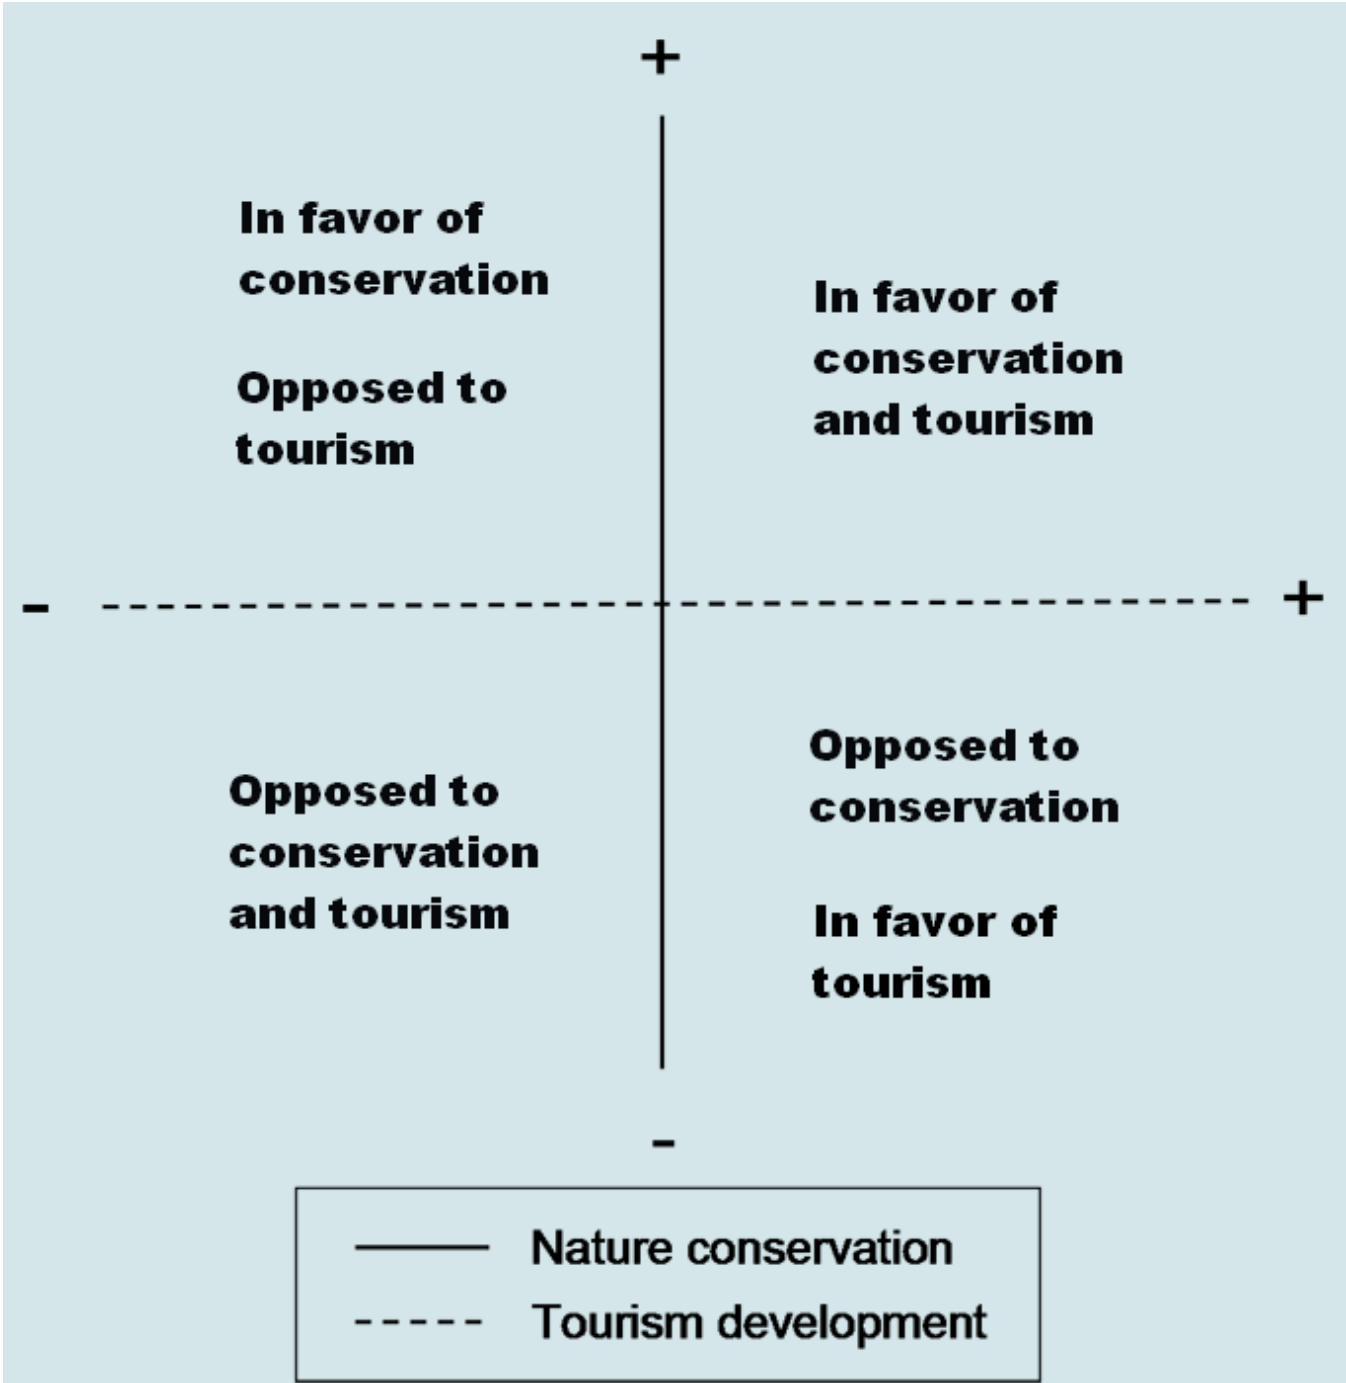 +
In favor of
conservation
Opposed to
tourism
In favor of
conservation
and tourism
-
+
Opposed to
conservation
and tourism
Opposed to
conservation
In favor of
tourism
-
Nature conservation
Tourism development